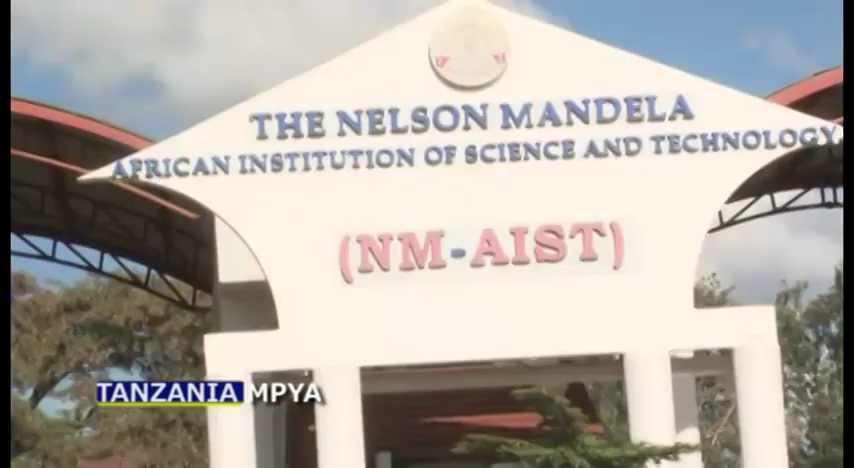 THE NELSON MANDELA
AFRICAN INSTITUTION OF SCIENCE AND TECHNOLOGY
(NM-AIST)
TANZANIA MPYA